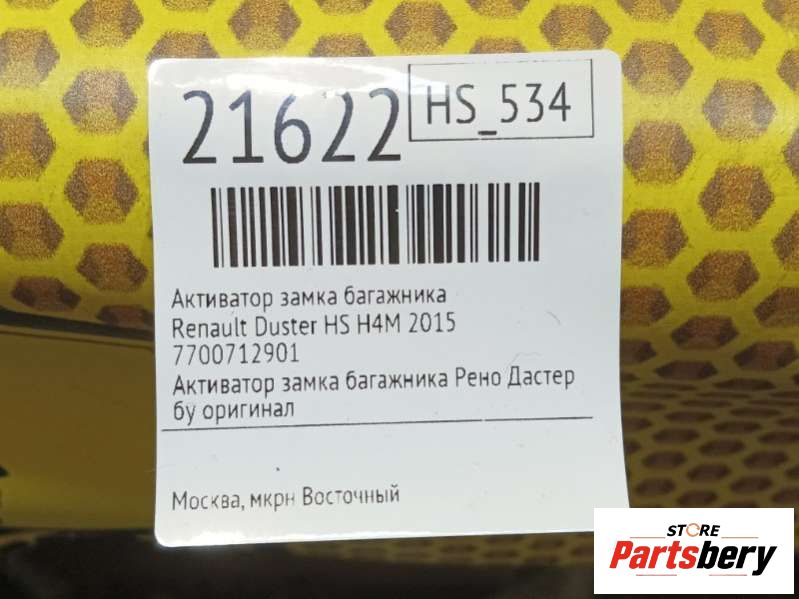 21622
HS_534
Активатор замка багажника
Renault Duster HS H4M 2015
7700712901
Активатор замка багажника Рено Дастер
бу оригинал
Москва, мкрн Восточный
STORE
Partsbery